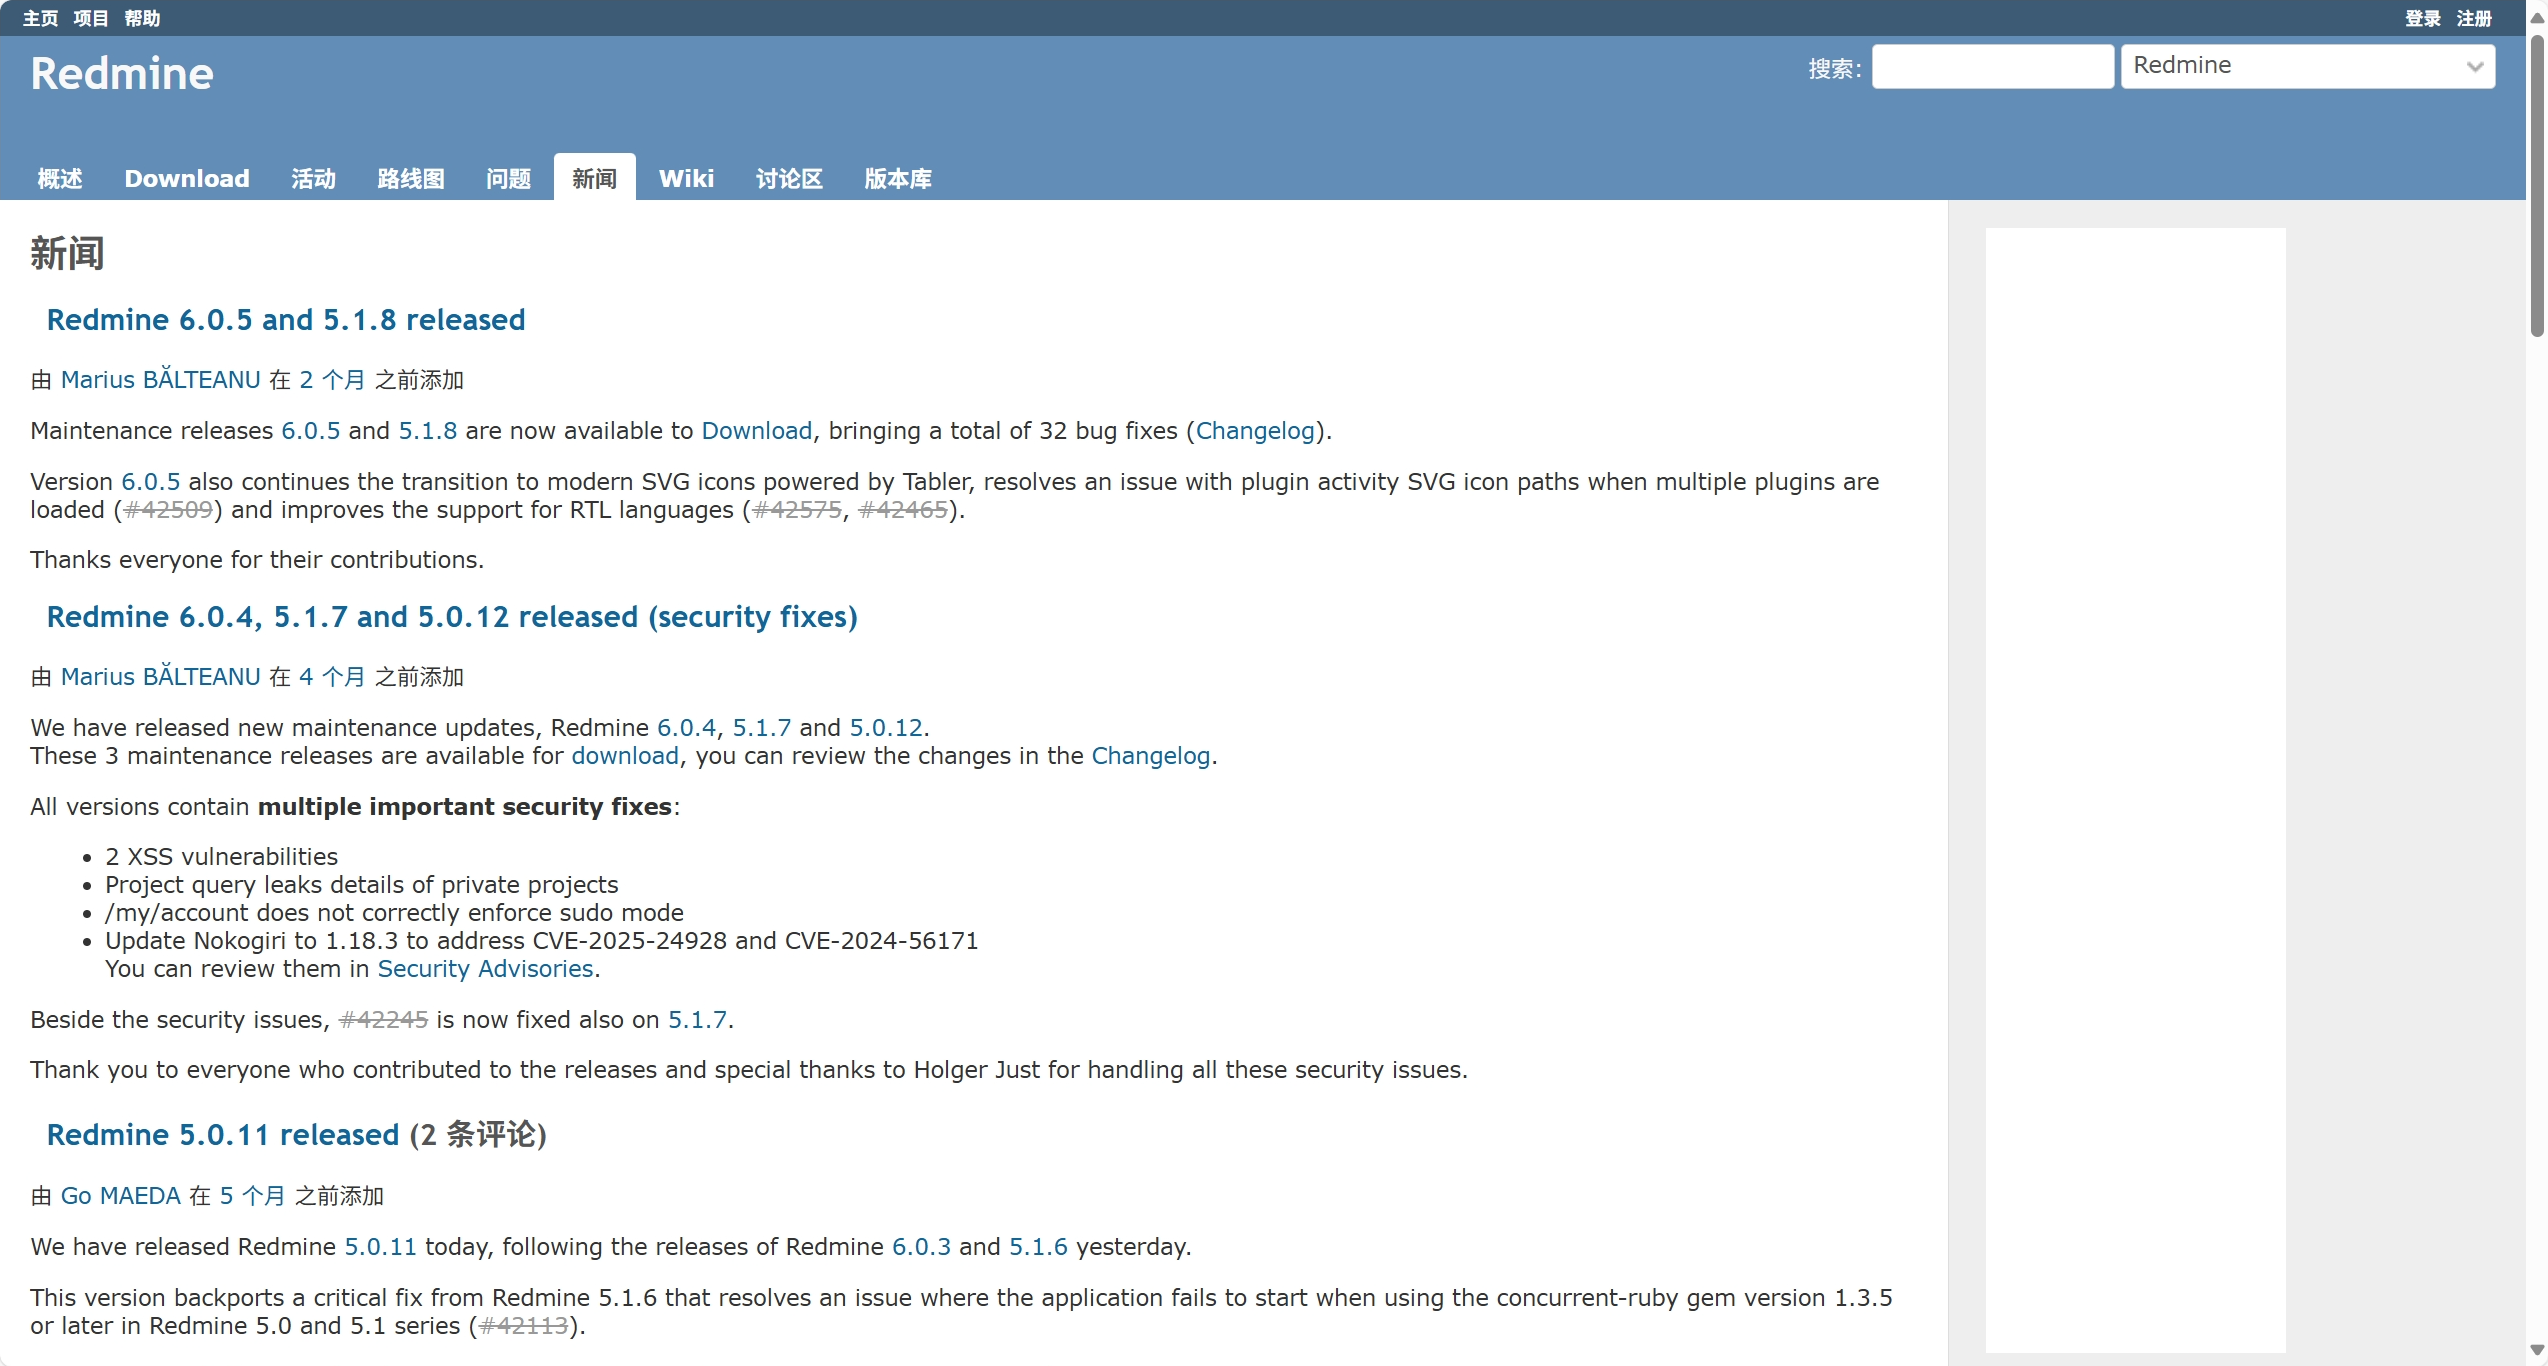 主页 项目 帮助 登录 注册
Redmine 搜索: Redmine
概述 Download 活动 路线图 问题 新闻 Wiki 讨论区 版本库
新闻
Redmine 6.0.5 and 5.1.8 released
由 Marius BĂLTEANU 在 2 个月 之前添加
Maintenance releases 6.0.5 and 5.1.8 are now available to Download, bringing a total of 32 bug fixes (Changelog).
Version 6.0.5 also continues the transition to modern SVG icons powered by Tabler, resolves an issue with plugin activity SVG icon paths when multiple plugins are
loaded (#42509) and improves the support for RTL languages (#42575, #42465).
Thanks everyone for their contributions.
Redmine 6.0.4, 5.1.7 and 5.0.12 released (security fixes)
由 Marius BĂLTEANU 在 4 个月 之前添加
We have released new maintenance updates, Redmine 6.0.4, 5.1.7 and 5.0.12.
These 3 maintenance releases are available for download, you can review the changes in the Changelog.
All versions contain multiple important security fixes:
• 2 XSS vulnerabilities
• Project query leaks details of private projects
• /my/account does not correctly enforce sudo mode
• Update Nokogiri to 1.18.3 to address CVE-2025-24928 and CVE-2024-56171
You can review them in Security Advisories.
Beside the security issues, #42245 is now fixed also on 5.1.7.
Thank you to everyone who contributed to the releases and special thanks to Holger Just for handling all these security issues.
Redmine 5.0.11 released (2 条评论)
由 Go MAEDA 在 5 个月 之前添加
We have released Redmine 5.0.11 today, following the releases of Redmine 6.0.3 and 5.1.6 yesterday.
This version backports a critical fix from Redmine 5.1.6 that resolves an issue where the application fails to start when using the concurrent-ruby gem version 1.3.5
or later in Redmine 5.0 and 5.1 series (#42113).